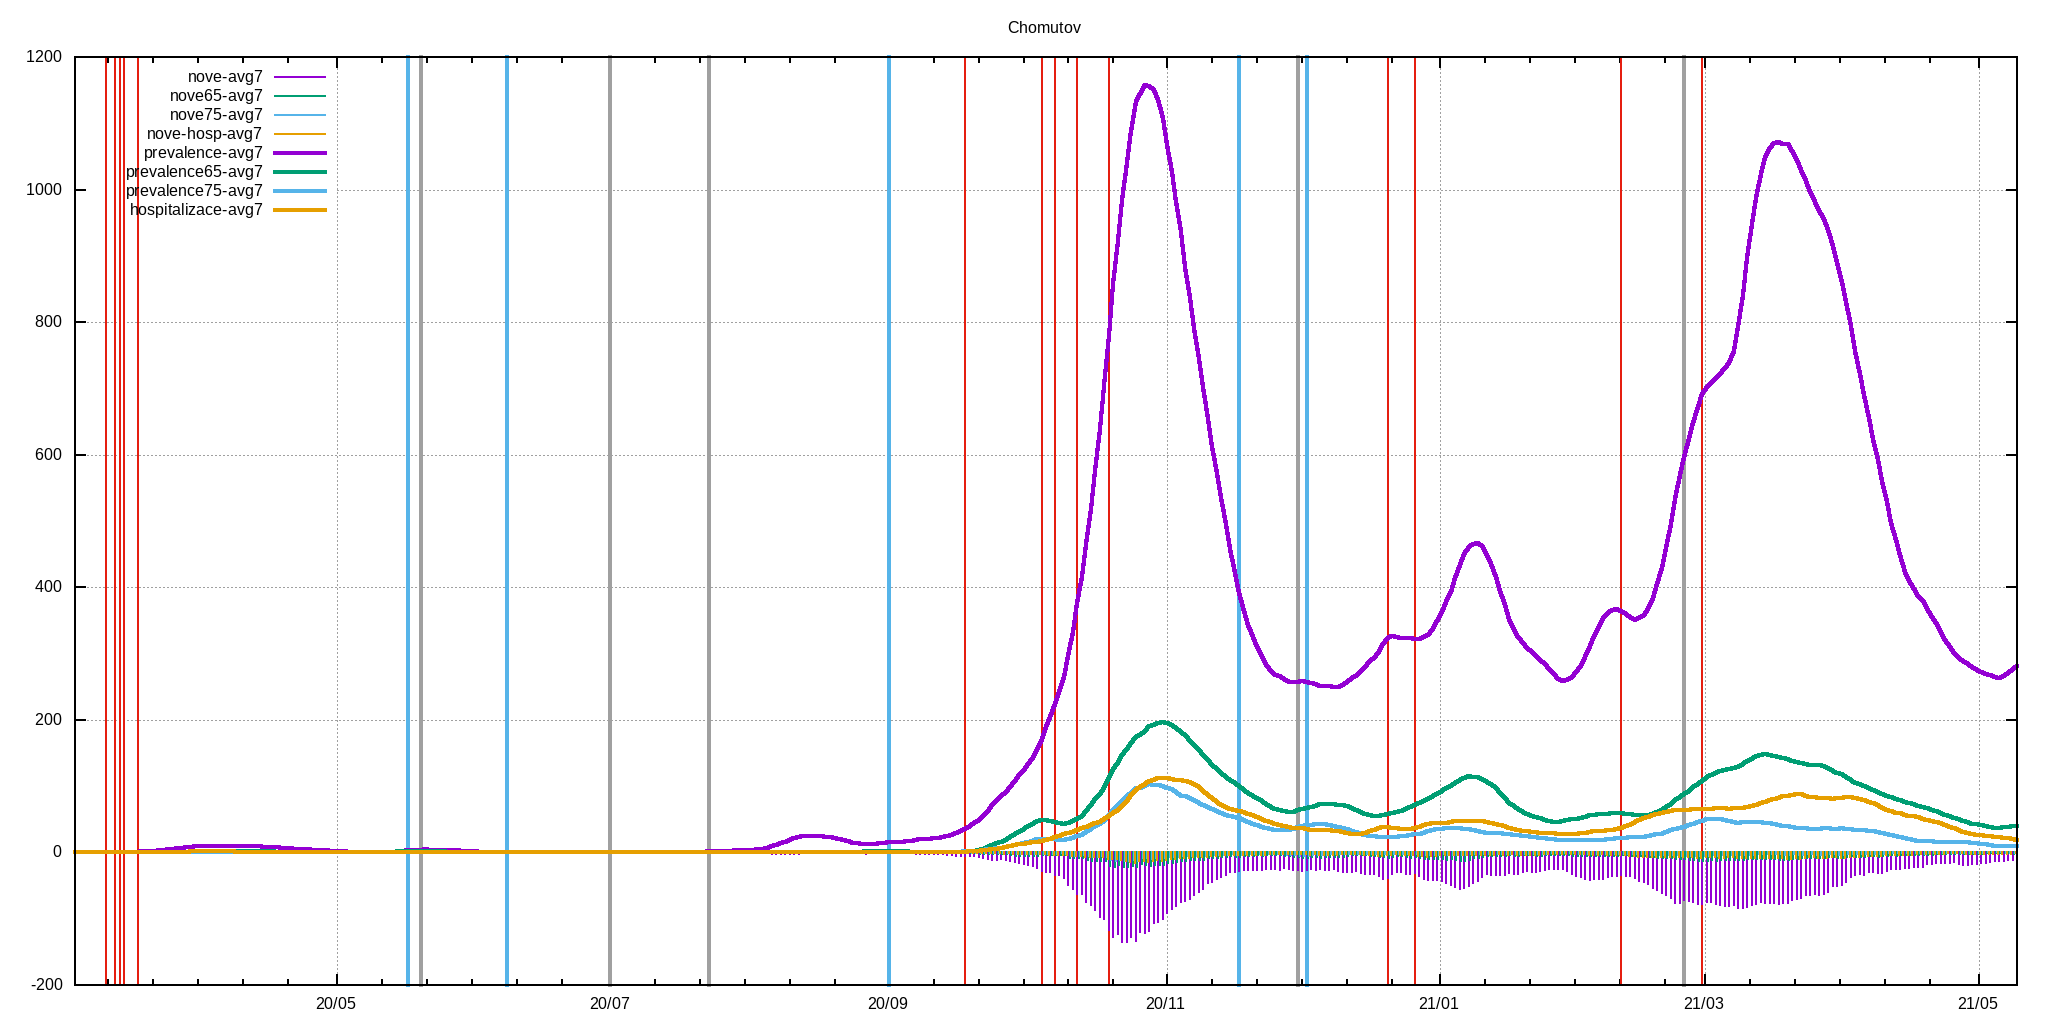 Chomutov
1200
1000
800
600
400
200
0
-200
nove-avg7
nove65-avg7
nove75-avg7
nove-hosp-avg7
prevalence-avg7
prevalence65-avg7
prevalence75-avg7
hospitalizace-avg7
20/05 20/07 20/09 20/11 21/01 21/03 21/05